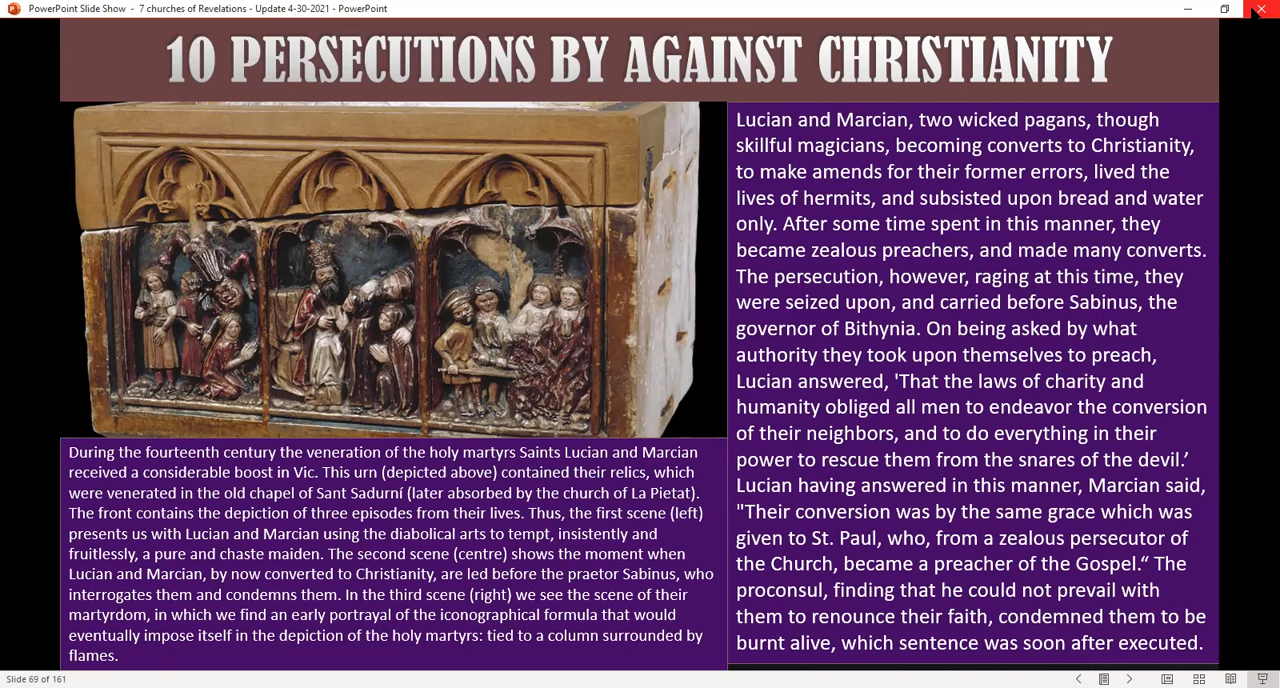 PowerPoint Slide Show - 7 churches of Revelations - Update 4-30-2021 - PowerPoint
10 PERSECUTIONS BY AGAINST CHRISTIANITY
During the fourteenth century the veneration of the holy martyrs Saints Lucian and Marcian
received a considerable boost in Vic. This urn (depicted above) contained their relics, which
were venerated in the old chapel of Sant Sadurní (later absorbed by the church of La Pietat).
The front contains the depiction of three episodes from their lives. Thus, the first scene (left)
presents us with Lucian and Marcian using the diabolical arts to tempt, insistently and
fruitlessly, a pure and chaste maiden. The second scene (centre) shows the moment when
Lucian and Marcian, by now converted to Christianity, are led before the praetor Sabinus, who
interrogates them and condemns them. In the third scene (right) we see the scene of their
martyrdom, in which we find an early portrayal of the iconographical formula that would
eventually impose itself in the depiction of the holy martyrs: tied to a column surrounded by
flames.
Lucian and Marcian, two wicked pagans, though
skillful magicians, becoming converts to Christianity,
to make amends for their former errors, lived the
lives of hermits, and subsisted upon bread and water
only. After some time spent in this manner, they
became zealous preachers, and made many converts.
The persecution, however, raging at this time, they
were seized upon, and carried before Sabinus, the
governor of Bithynia. On being asked by what
authority they took upon themselves to preach,
Lucian answered, 'That the laws of charity and
humanity obliged all men to endeavor the conversion
of their neighbors, and to do everything in their
power to rescue them from the snares of the devil.’
Lucian having answered in this manner, Marcian said,
"Their conversion was by the same grace which was
given to St. Paul, who, from a zealous persecutor of
the Church, became a preacher of the Gospel.“ The
proconsul, finding that he could not prevail with
them to renounce their faith, condemned them to be
burnt alive, which sentence was soon after executed.
Slide 69 of 161